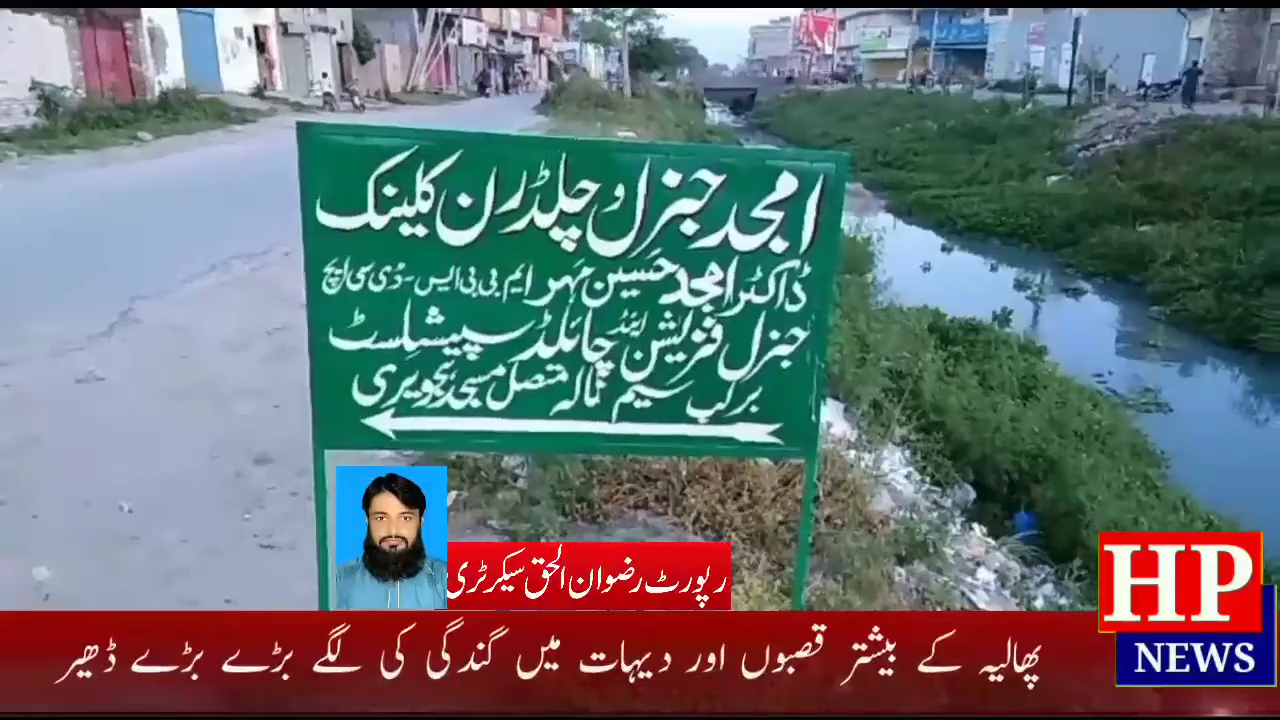 امجد جنرل و چلڈرن کلینک
ڈاکٹر امجد حسین مہر ایم بی بی ایس - ڈی سی ایچ
جنرل فزیشن اینڈ چائلڈ سپیشلسٹ
برلب سیم نالہ متصل مسجد ہجویری
رپورٹ رضوان الحق سیکرٹری
پھالیہ کے بیشتر قصبوں اور دیہات میں گندگی کی لگے بڑے بڑے ڈھیر
HP
NEWS